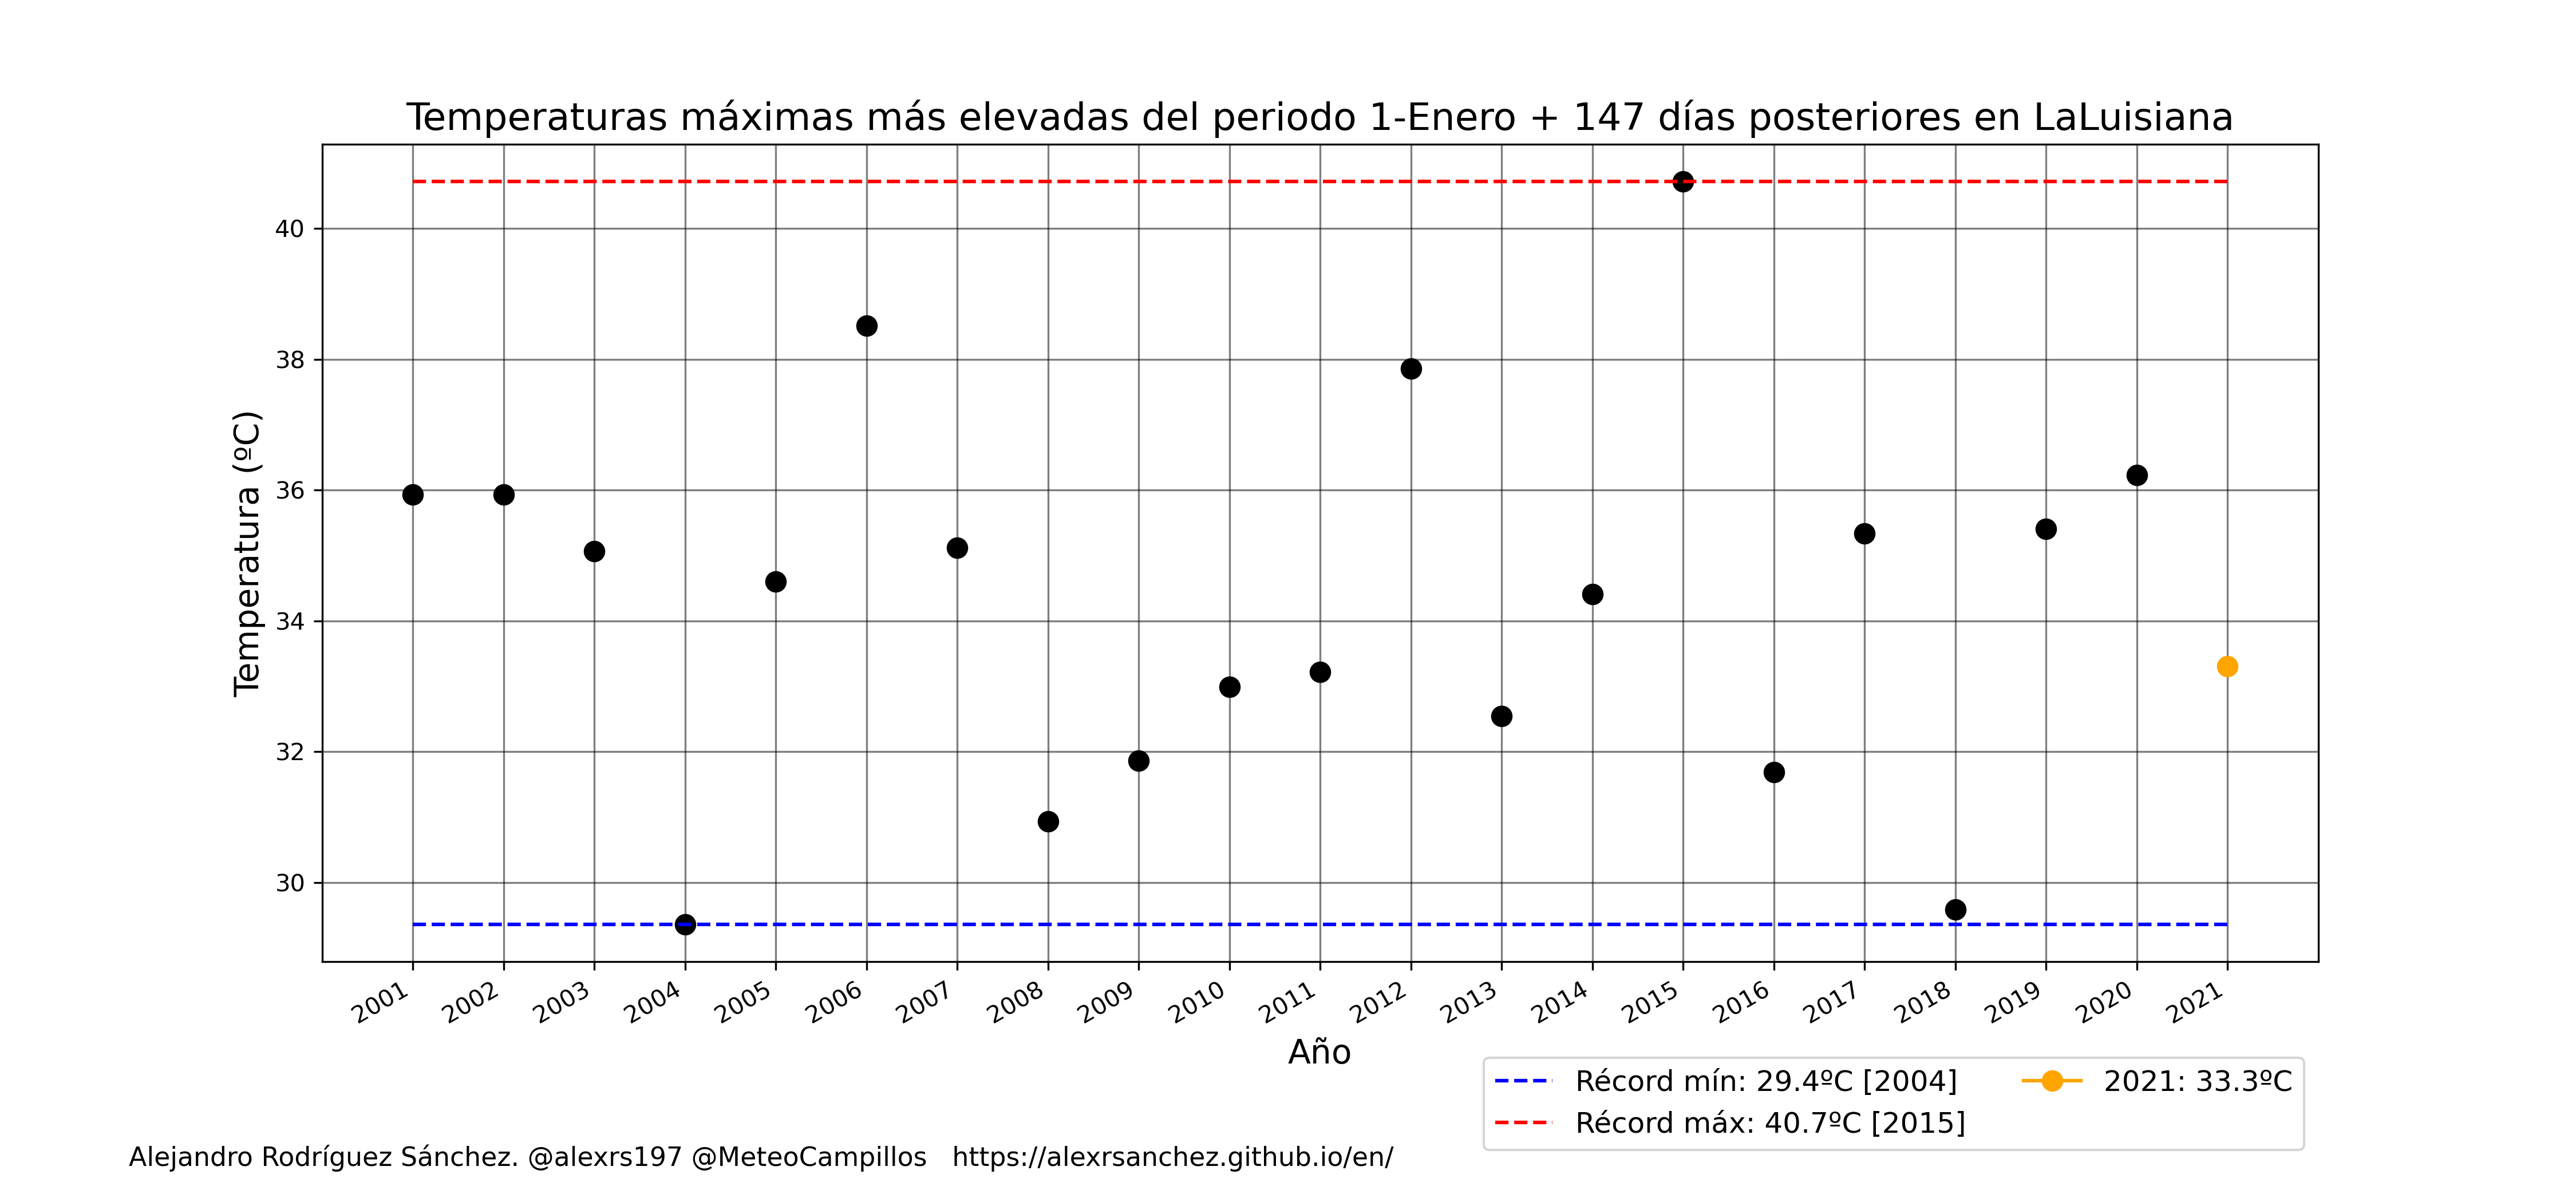 Temperaturas máximas más elevadas del periodo 1-Enero + 147 días posteriores en LaLuisiana
Temperatura (ºC)
40
38
36
34
32
30
2001 2002 2003 2004 2005 2006 2007 2008 2009 2010 2011 2012 2013 2014 2015 2016 2017 2018 2019 2020 2021
Año
Récord mín: 29.4ºC [2004]
Récord máx: 40.7ºC [2015]
2021: 33.3ºC
Alejandro Rodríguez Sánchez. @alexrs197 @MeteoCampillos https://alexrsanchez.github.io/en/